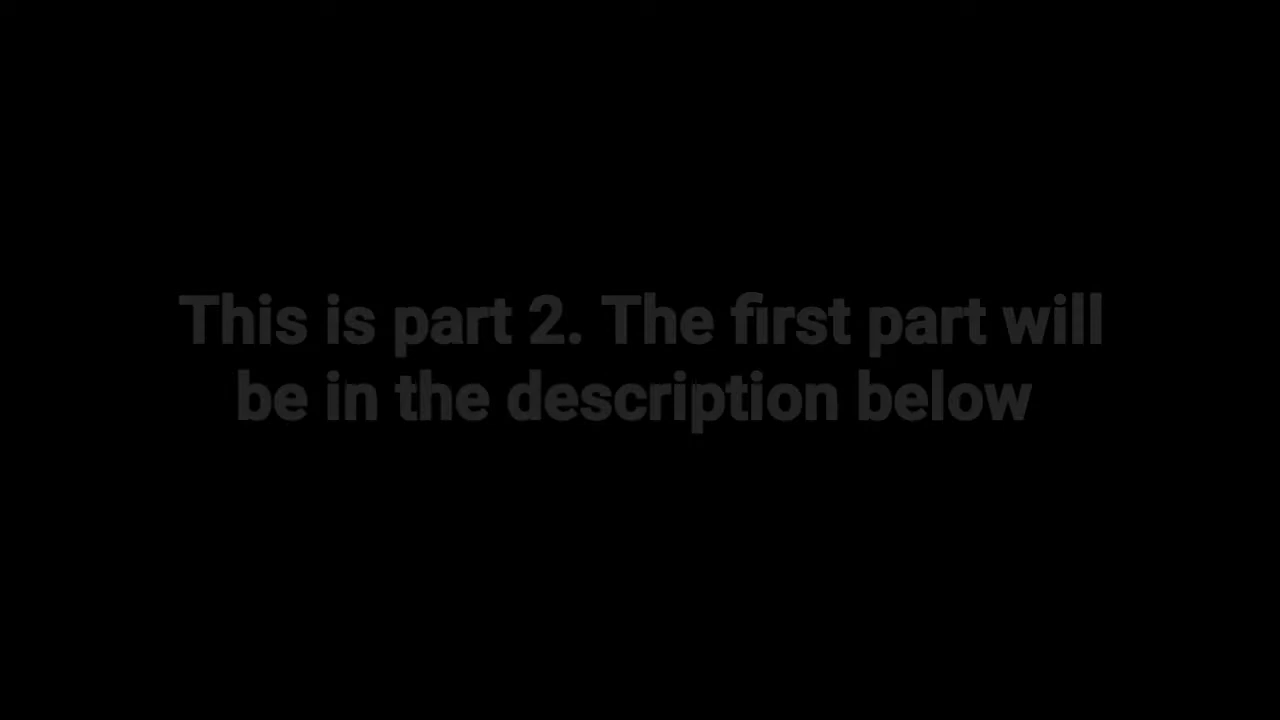 This is part 2. The first part will
be in the description below